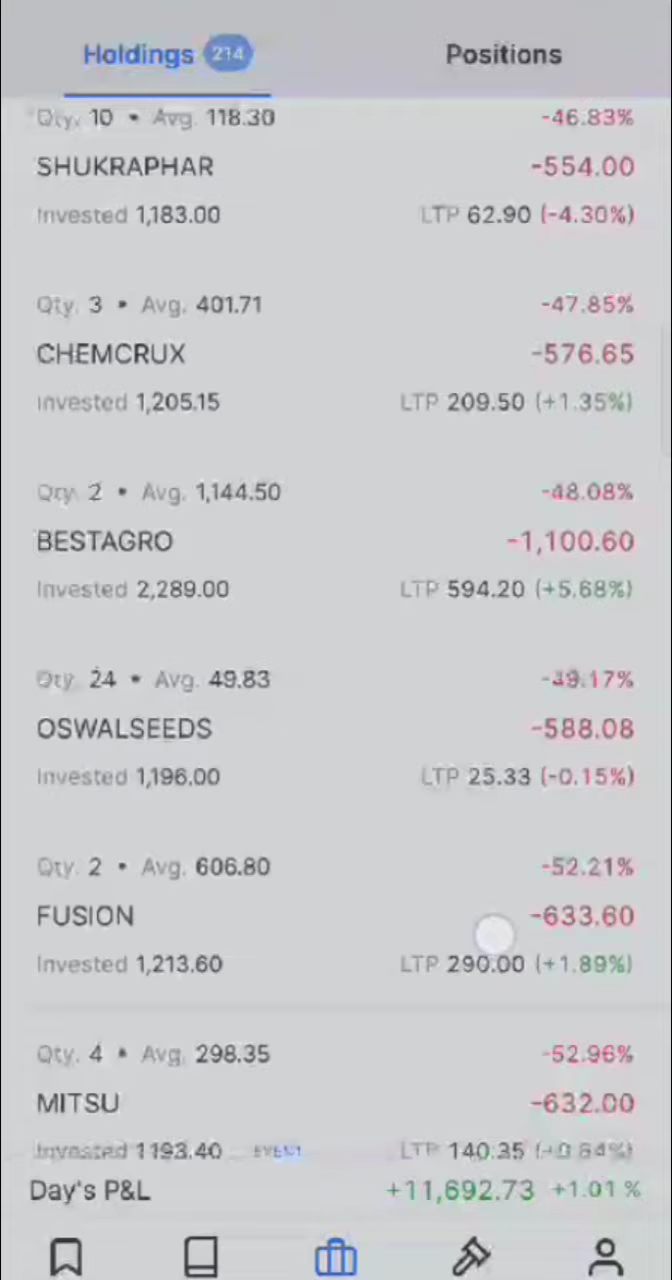 Holdings 214 Positions
Qty. 10 • Avg. 118.30 -46.83%
SHUKRAPHAR -554.00
Invested 1,183.00 LTP 62.90 (-4.30%)
Qty. 3 • Avg. 401.71 -47.85%
CHEMCRUX -576.65
Invested 1,205.15 LTP 209.50 (+1.35%)
Qty. 2 • Avg. 1,144.50 -48.08%
BESTAGRO -1,100.60
Invested 2,289.00 LTP 594.20 (+5.68%)
Qty. 24 • Avg. 49.83 -49.17%
OSWALSEEDS -588.08
Invested 1,196.00 LTP 25.33 (-0.15%)
Qty. 2 • Avg. 606.80 -52.21%
FUSION -633.60
Invested 1,213.60 LTP 290.00 (+1.89%)
Qty. 4 • Avg. 298.35 -52.96%
MITSU -632.00
Invested 1193.40 EVENT LTP 140.35
Day's P&L +11,692.73 +1.01 %